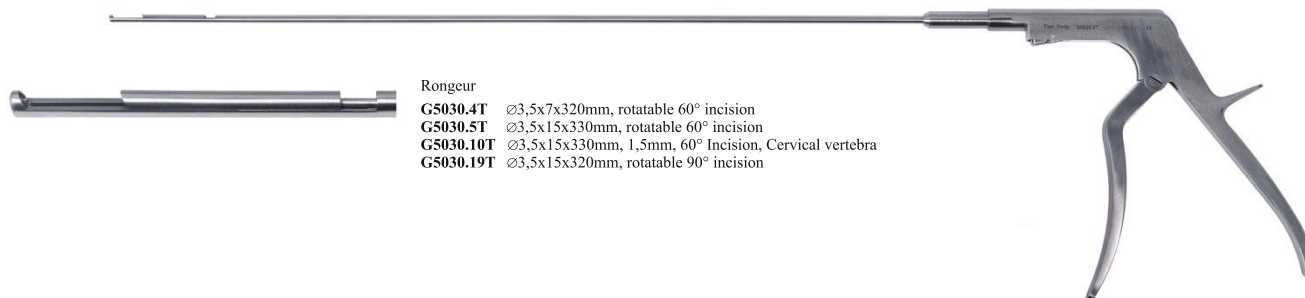 Rongeur
G5030.4T ∅3,5x7x320mm, rotatable 60° incision
G5030.5T ∅3,5x15x330mm, rotatable 60° incision
G5030.10T ∅3,5x15x330mm, 1,5mm, 60° Incision, Cervical vertebra
G5030.19T ∅3,5x15x320mm, rotatable 90° incision